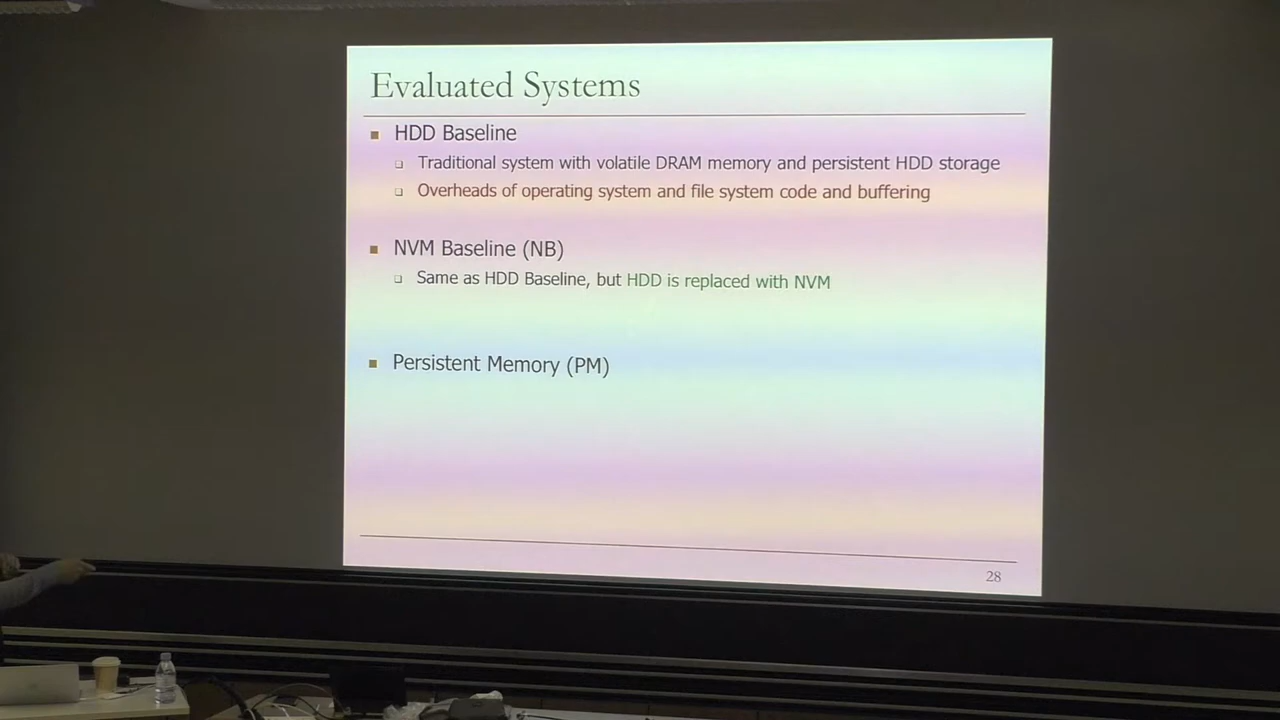 Evaluated Systems
HDD Baseline
Traditional system with volatile DRAM memory and persistent HDD storage
Overheads of operating system and file system code and buffering
NVM Baseline (NB)
Same as HDD Baseline, but HDD is replaced with NVM
Persistent Memory (PM)
28